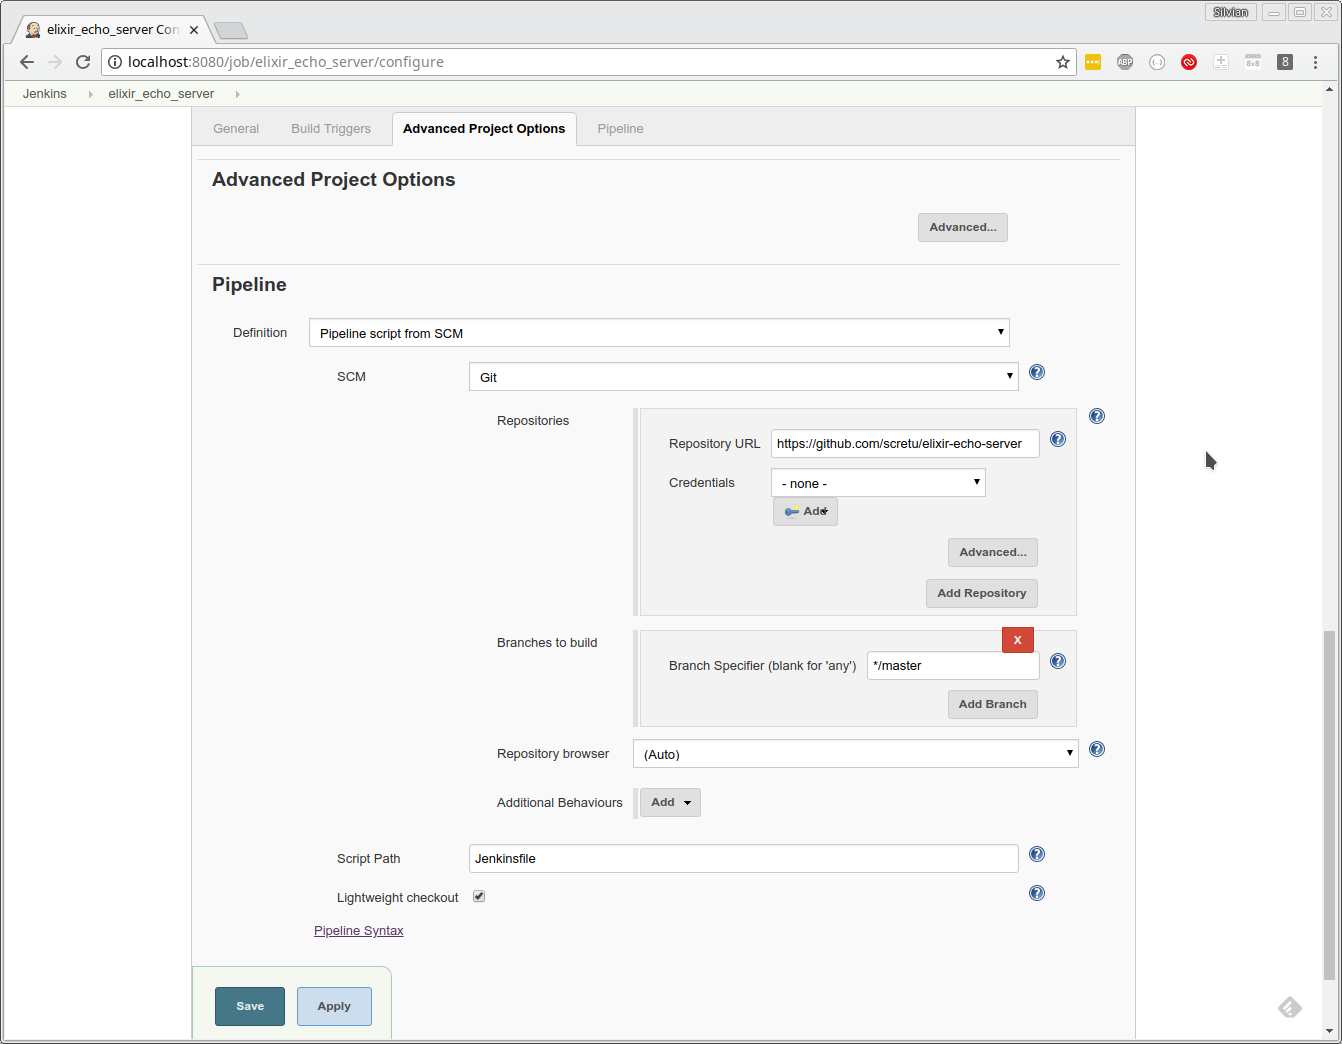 Silvian
elixir_echo_server Con
localhost:8080/job/elixir_echo_server/configure
ABP
8x8
8
Jenkins elixir_echo_server
General Build Triggers Advanced Project Options Pipeline
Advanced Project Options
Advanced...
Pipeline
Definition Pipeline script from SCM
SCM Git
Repositories
Repository URL https://github.com/scretu/elixir-echo-server
Credentials - none -
Add
Advanced...
Add Repository
Branches to build
X
Branch Specifier (blank for 'any') */master
Add Branch
Repository browser (Auto)
Additional Behaviours Add
Script Path Jenkinsfile
Lightweight checkout
Pipeline Syntax
Save Apply